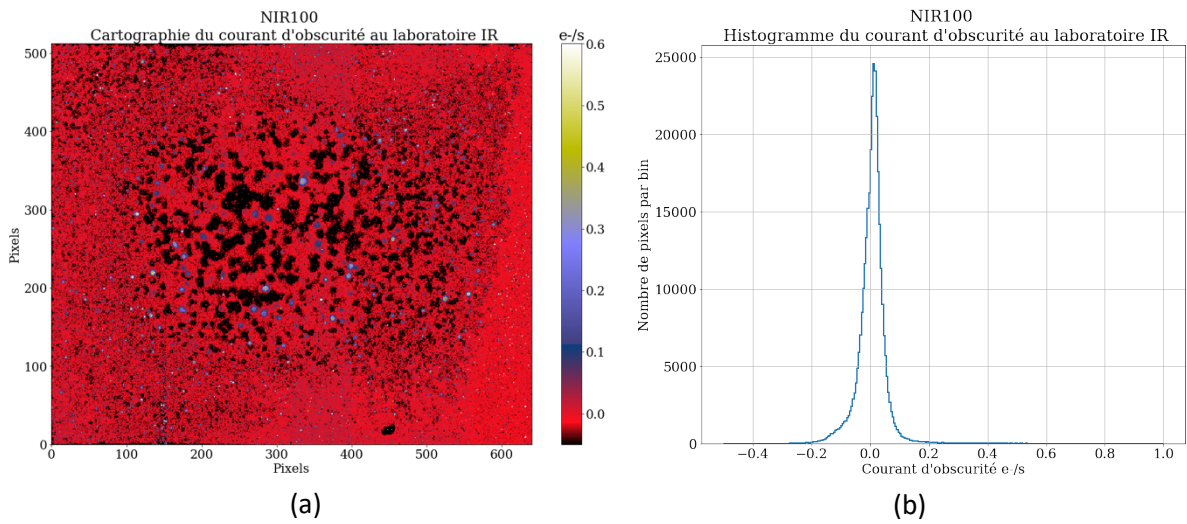 NIR100
Cartographie du courant d'obscurité au laboratoire IR
e-/s
500
400
300
200
100
0
Pixels
0 100 200 300 400 500 600
Pixels
0.6
0.5
0.4
0.3
0.2
0.1
0.0
(a)
NIR100
Histogramme du courant d'obscurité au laboratoire IR
25000
20000
15000
10000
5000
0
Nombre de pixels par bin
−0.4 −0.2 0.0 0.2 0.4 0.6 0.8 1.0
Courant d'obscurité e-/s
(b)